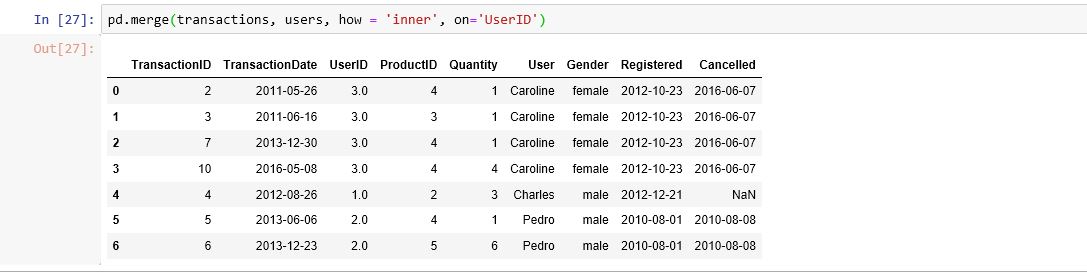 In [27]: pd.merge(transactions, users, how = 'inner', on='UserID')
Out[27]:
TransactionID TransactionDate UserID ProductID Quantity User Gender Registered Cancelled
0 2 2011-05-26 3.0 4 1 Caroline female 2012-10-23 2016-06-07
1 3 2011-06-16 3.0 3 1 Caroline female 2012-10-23 2016-06-07
2 7 2013-12-30 3.0 4 1 Caroline female 2012-10-23 2016-06-07
3 10 2016-05-08 3.0 4 4 Caroline female 2012-10-23 2016-06-07
4 4 2012-08-26 1.0 2 3 Charles male 2012-12-21 NaN
5 5 2013-06-06 2.0 4 1 Pedro male 2010-08-01 2010-08-08
6 6 2013-12-23 2.0 5 6 Pedro male 2010-08-01 2010-08-08